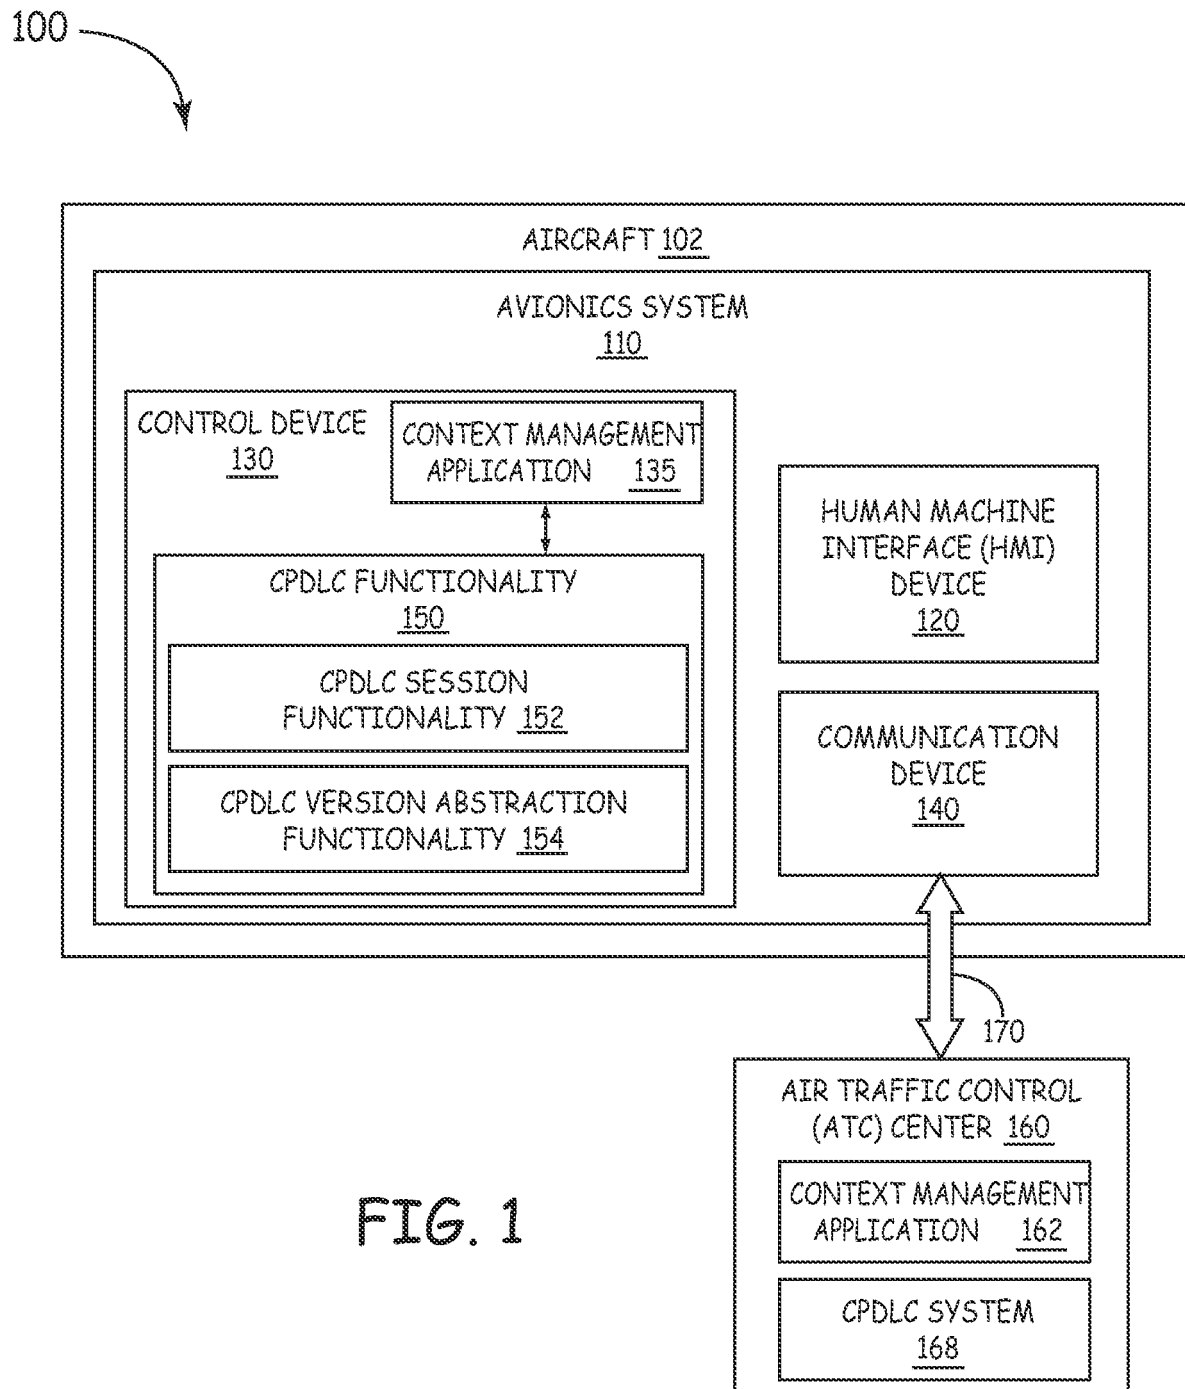 100
AIRCRAFT 102
AVIONICS SYSTEM
110
CONTROL DEVICE
130
CONTEXT MANAGEMENT
APPLICATION 135
CPDLC FUNCTIONALITY
150
CPDLC SESSION
FUNCTIONALITY 152
CPDLC VERSION ABSTRACTION
FUNCTIONALITY 154
HUMAN MACHINE
INTERFACE (HMI)
DEVICE
120
COMMUNICATION
DEVICE
140
170
AIR TRAFFIC CONTROL
(ATC) CENTER 160
CONTEXT MANAGEMENT
APPLICATION 162
CPDLC SYSTEM
168
FIG. 1